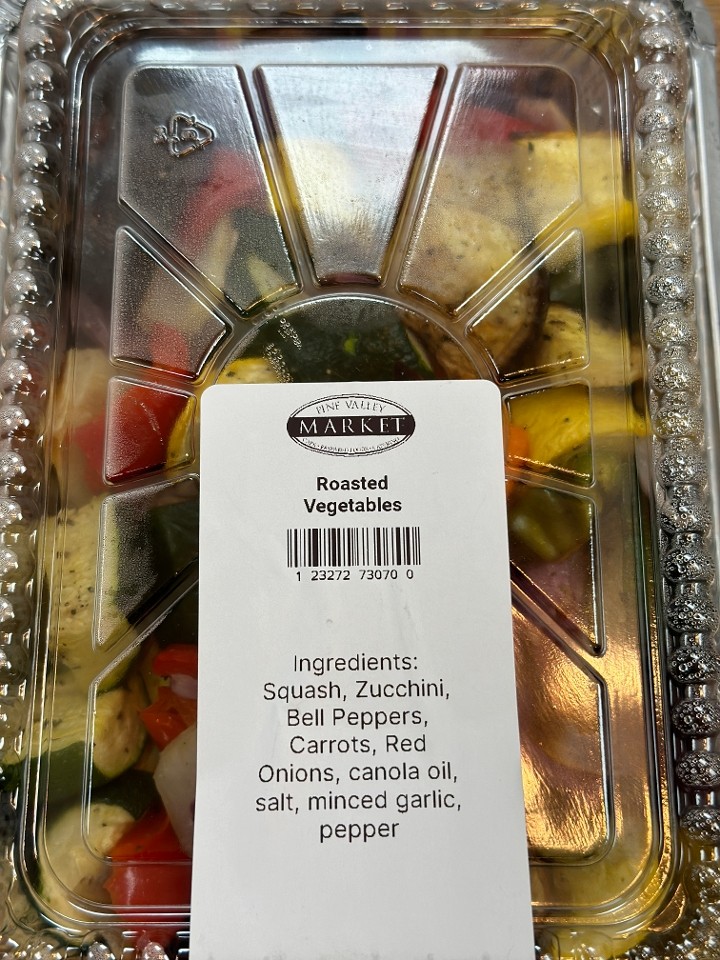 PINE VALLEY
MARKET
Roasted
Vegetables
1 23272 73070 0
Ingredients:
Squash, Zucchini,
Bell Peppers,
Carrots, Red
Onions, canola oil,
salt, minced garlic,
pepper